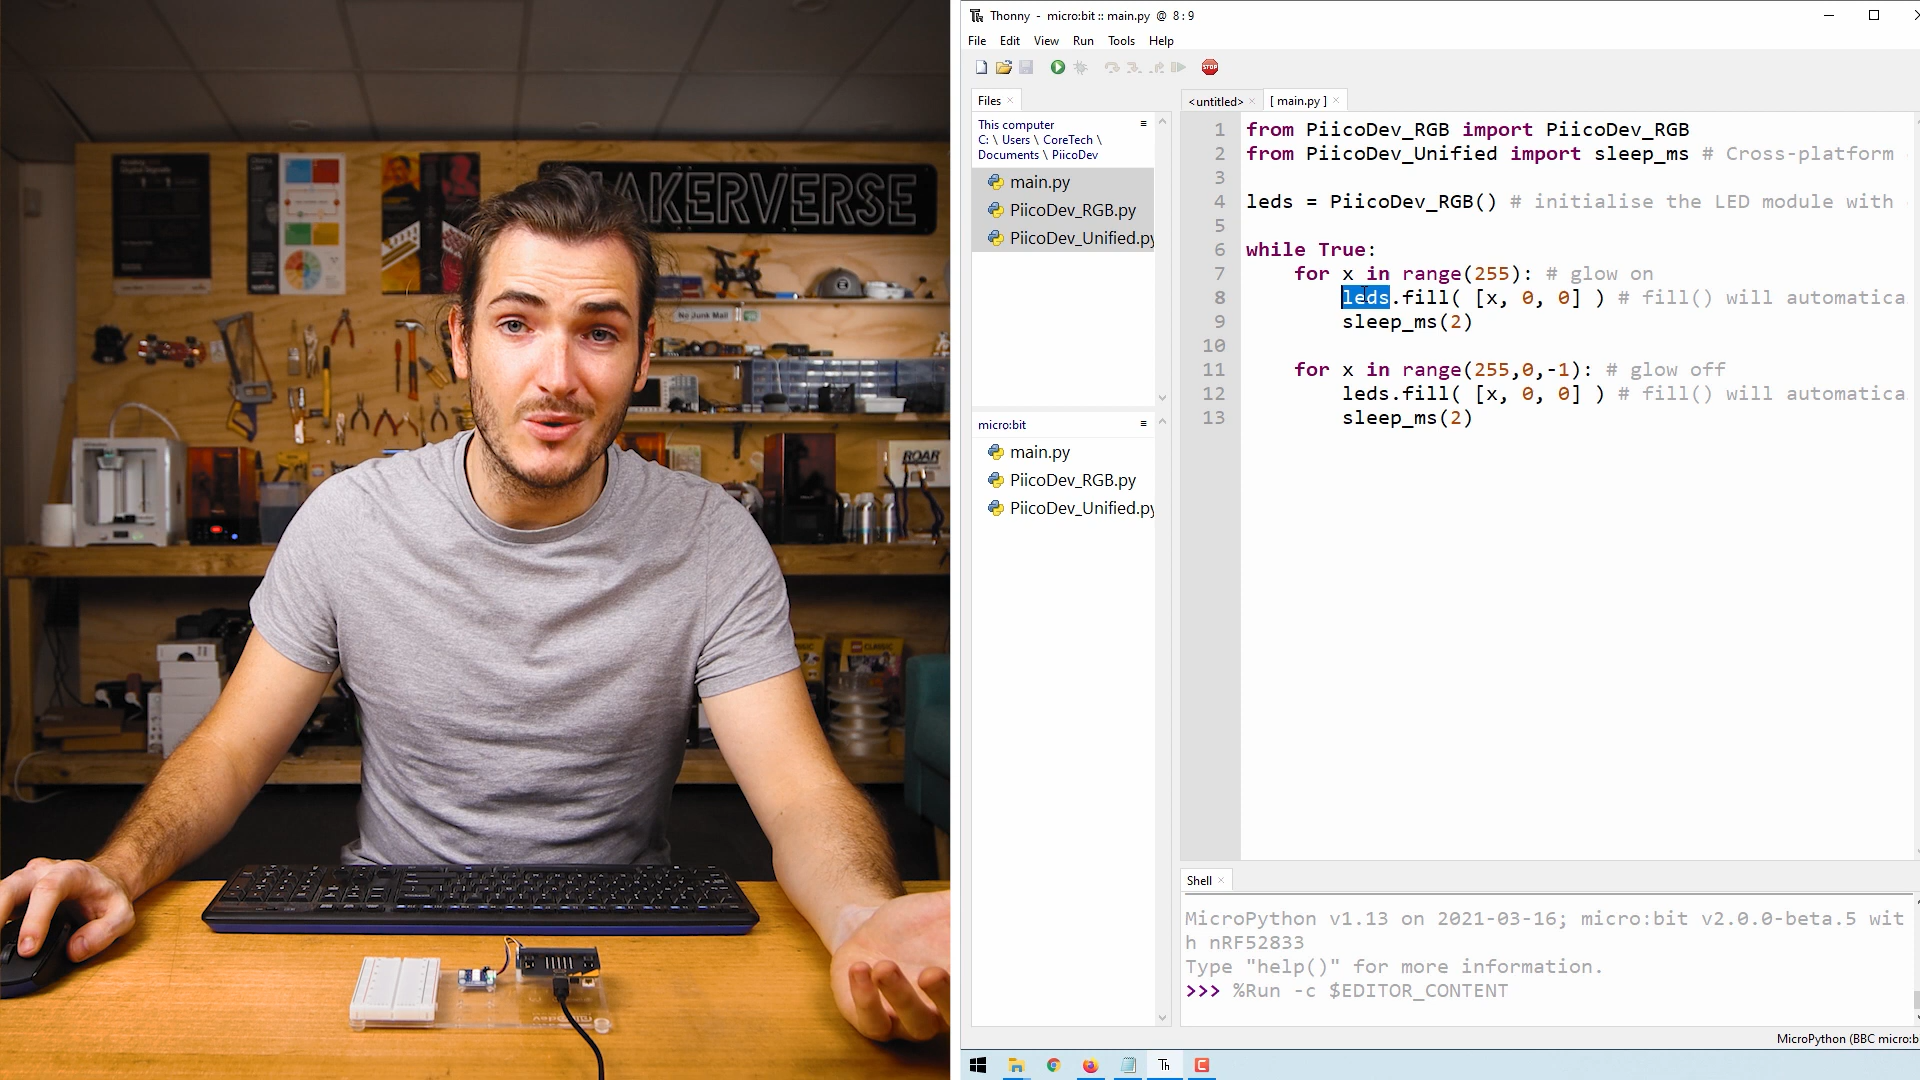 MAKERVERSE
No Junk Mail
ROAR
CLASSIC
Thonny - micro:bit :: main.py @ 8 : 9
File Edit View Run Tools Help
Files
This computer
C: \ Users \ CoreTech \
Documents \ PiicoDev
main.py
PiicoDev_RGB.py
PiicoDev_Unified.py
micro:bit
main.py
PiicoDev_RGB.py
PiicoDev_Unified.py
STOP
<untitled> [ main.py ]
1 from PiicoDev_RGB import PiicoDev_RGB
2 from PiicoDev_Unified import sleep_ms # Cross-platform
3
4 leds = PiicoDev_RGB() # initialise the LED module with
5
6 while True:
7 for x in range(255): # glow on
8 leds.fill( [x, 0, 0] ) # fill() will automatica
9 sleep_ms(2)
10
11 for x in range(255,0,-1): # glow off
12 leds.fill( [x, 0, 0] ) # fill() will automatica
13 sleep_ms(2)
Shell
MicroPython v1.13 on 2021-03-16; micro:bit v2.0.0-beta.5 wit
h nRF52833
Type "help()" for more information.
>>> %Run -c $EDITOR_CONTENT
MicroPython (BBC micro:b
Th